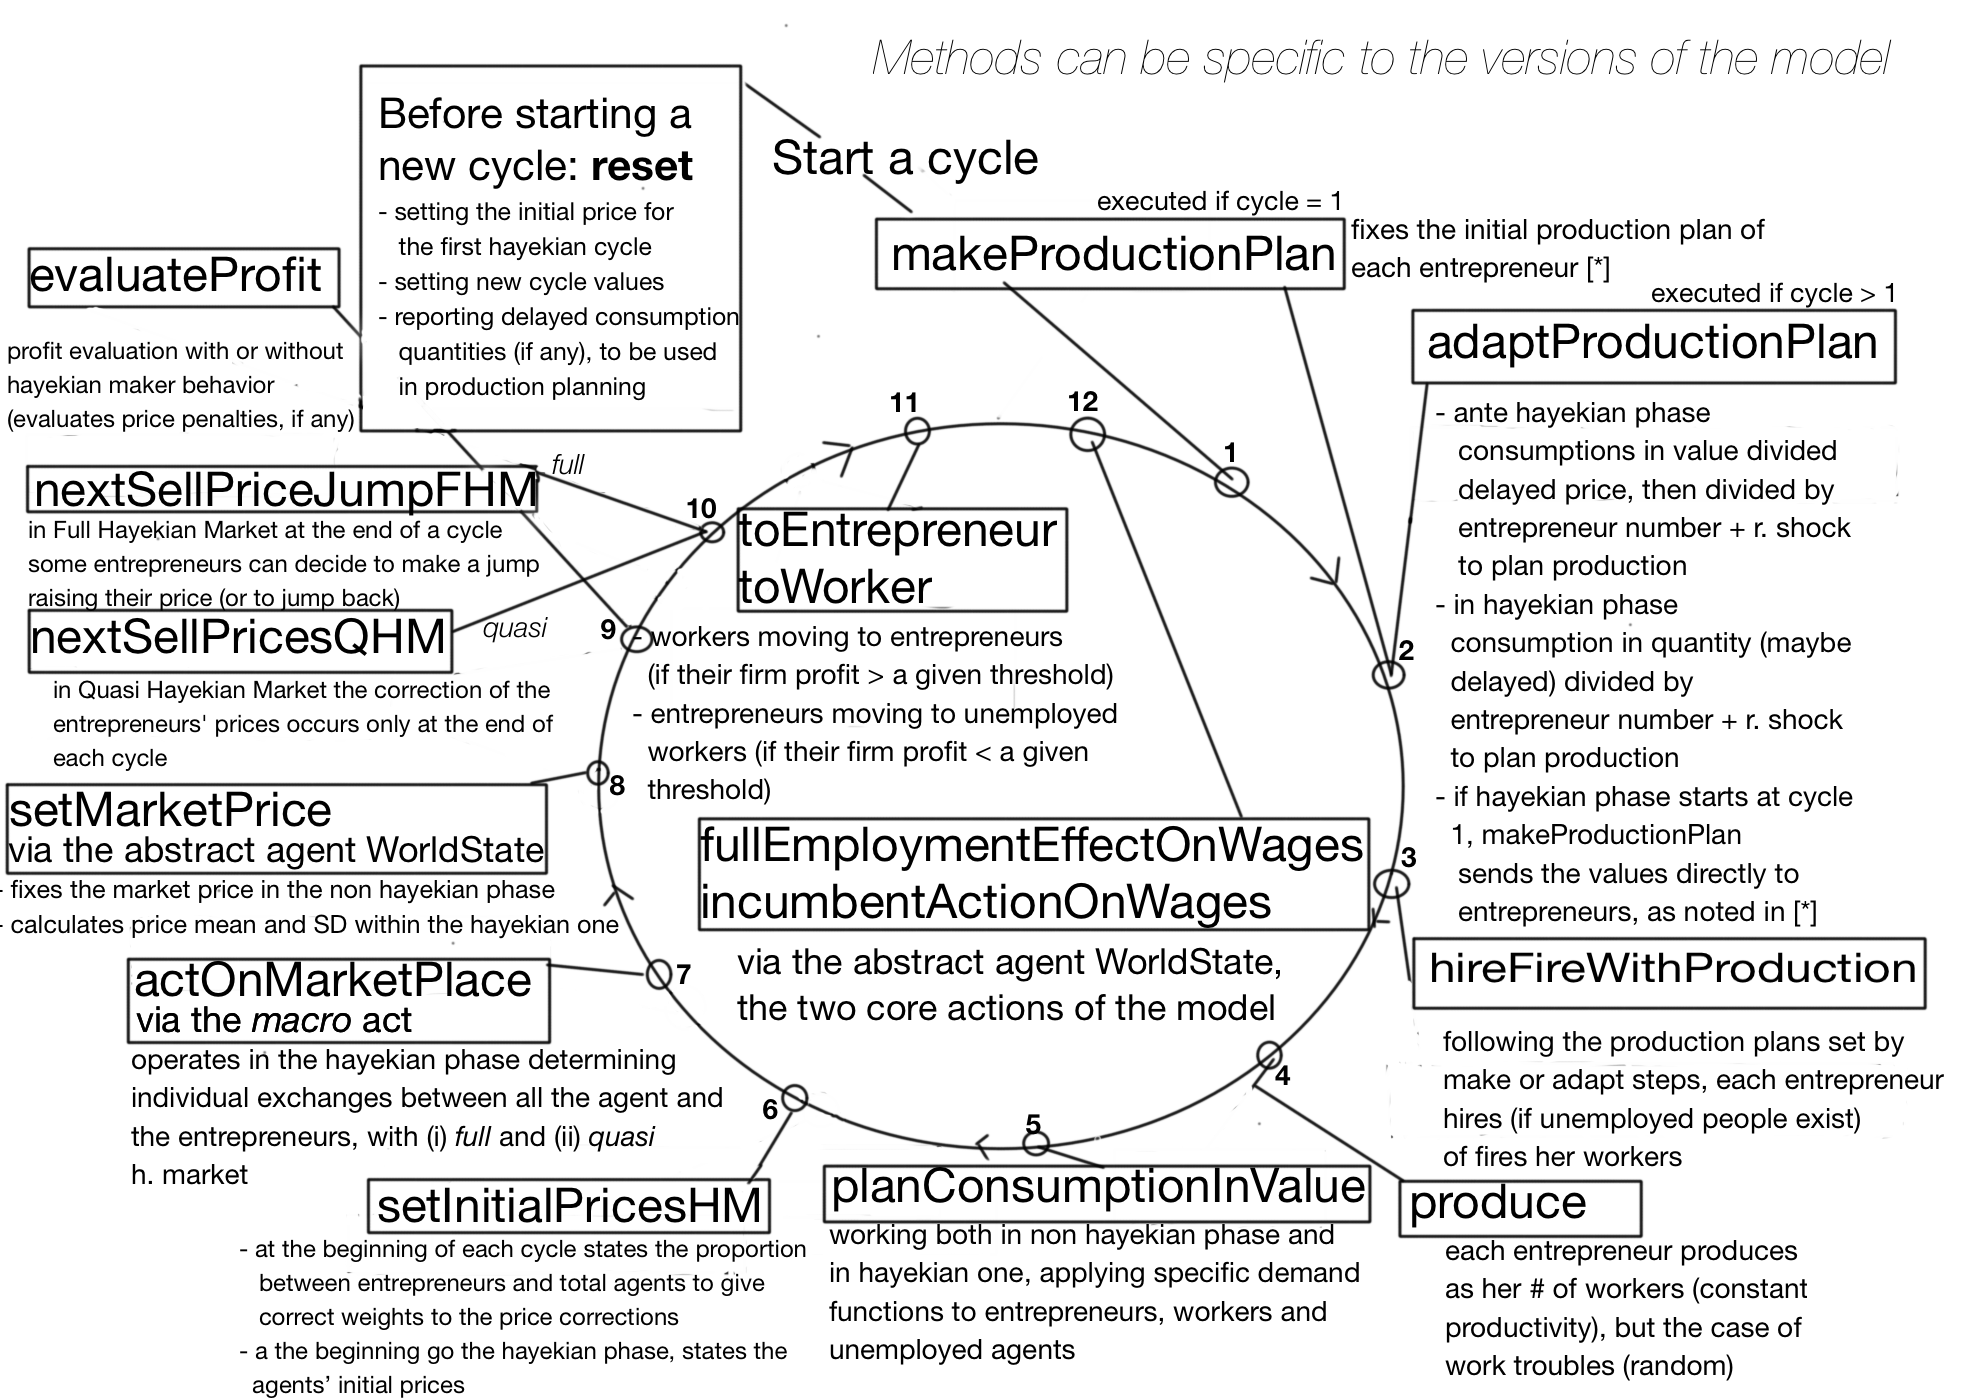 Methods can be specific to the versions of the model
Before starting a
new cycle: reset
- setting the initial price for
the first hayekian cycle
- setting new cycle values
- reporting delayed consumption
quantities (if any), to be used
in production planning
Start a cycle
executed if cycle = 1
makeProductionPlan
fixes the initial production plan of
each entrepreneur [*]
executed if cycle > 1
adaptProductionPlan
- ante hayekian phase
consumptions in value divided
delayed price, then divided by
entrepreneur number + r. shock
to plan production
- in hayekian phase
consumption in quantity (maybe
delayed) divided by
entrepreneur number + r. shock
to plan production
- if hayekian phase starts at cycle
1, makeProductionPlan
sends the values directly to
entrepreneurs, as noted in [*]
evaluateProfit
profit evaluation with or without
hayekian maker behavior
(evaluates price penalties, if any)
nextSellPriceJumpFHM
full
in Full Hayekian Market at the end of a cycle
some entrepreneurs can decide to make a jump
raising their price (or to jump back)
nextSellPricesQHM
quasi
in Quasi Hayekian Market the correction of the
entrepreneurs' prices occurs only at the end of
each cycle
11
12
1
10
9
2
8
3
7
4
6
5
toEntrepreneur
toWorker
- workers moving to entrepreneurs
(if their firm profit > a given threshold)
- entrepreneurs moving to unemployed
workers (if their firm profit < a given
threshold)
setMarketPrice
via the abstract agent WorldState
- fixes the market price in the non hayekian phase
- calculates price mean and SD within the hayekian one
fullEmploymentEffectOnWages
incumbentActionOnWages
via the abstract agent WorldState,
the two core actions of the model
hireFireWithProduction
following the production plans set by
make or adapt steps, each entrepreneur
hires (if unemployed people exist)
of fires her workers
actOnMarketPlace
via the macro act
operates in the hayekian phase determining
individual exchanges between all the agent and
the entrepreneurs, with (i) full and (ii) quasi
h. market
setInitialPricesHM
- at the beginning of each cycle states the proportion
between entrepreneurs and total agents to give
correct weights to the price corrections
- a the beginning go the hayekian phase, states the
agents’ initial prices
planConsumptionInValue
working both in non hayekian phase and
in hayekian one, applying specific demand
functions to entrepreneurs, workers and
unemployed agents
produce
each entrepreneur produces
as her # of workers (constant
productivity), but the case of
work troubles (random)